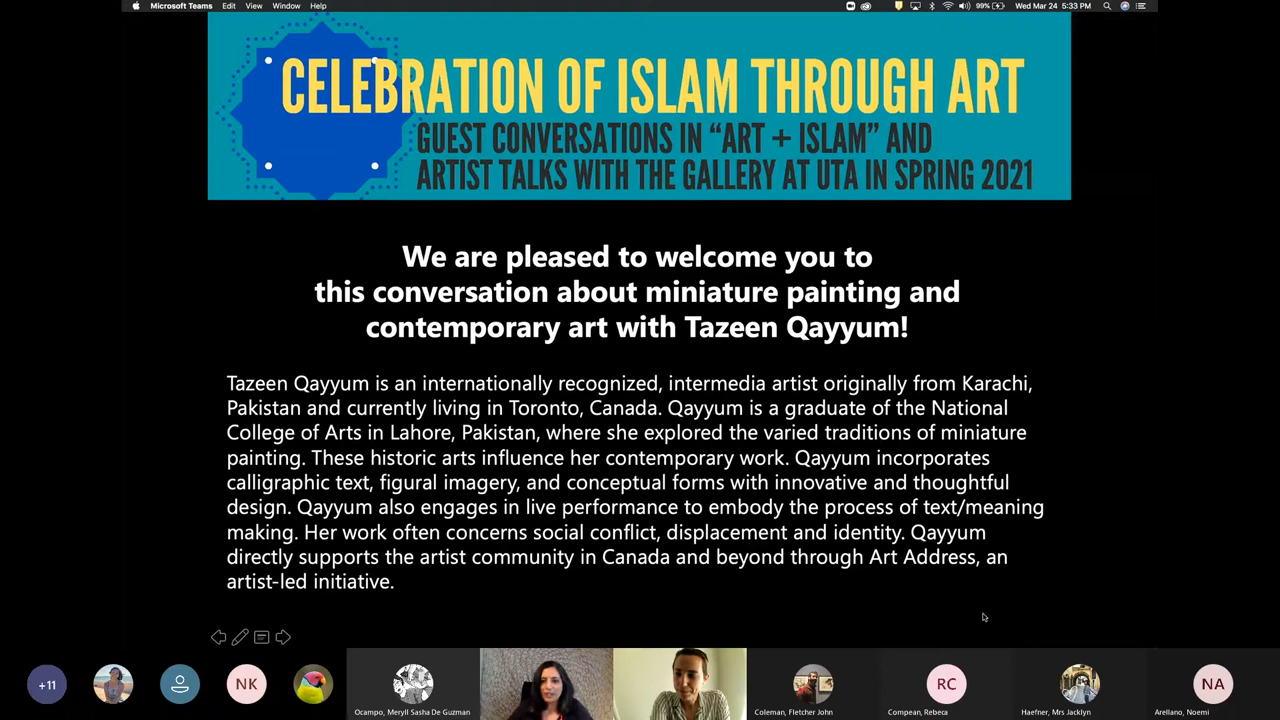 Microsoft Teams Edit View Window Help 99% Wed Mar 24 5:33 PM
CELEBRATION OF ISLAM THROUGH ART
GUEST CONVERSATIONS IN “ART + ISLAM” AND
ARTIST TALKS WITH THE GALLERY AT UTA IN SPRING 2021
We are pleased to welcome you to
this conversation about miniature painting and
contemporary art with Tazeen Qayyum!
Tazeen Qayyum is an internationally recognized, intermedia artist originally from Karachi,
Pakistan and currently living in Toronto, Canada. Qayyum is a graduate of the National
College of Arts in Lahore, Pakistan, where she explored the varied traditions of miniature
painting. These historic arts influence her contemporary work. Qayyum incorporates
calligraphic text, figural imagery, and conceptual forms with innovative and thoughtful
design. Qayyum also engages in live performance to embody the process of text/meaning
making. Her work often concerns social conflict, displacement and identity. Qayyum
directly supports the artist community in Canada and beyond through Art Address, an
artist-led initiative.
+11 NK RC NA
Ocampo, Meryll Sasha De Guzman Coleman, Fletcher John Compean, Rebeca Haefner, Mrs Jacklyn Arellano, Noemi